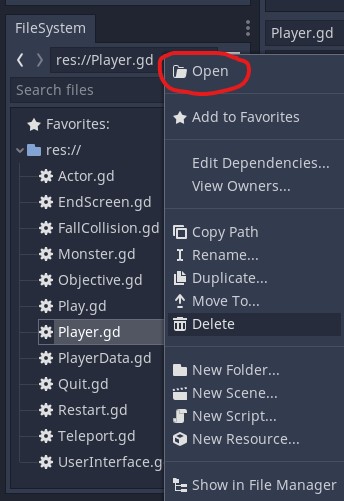 FileSystem
res://Player.gd
Player.gd
Search files
Favorites:
res://
Actor.gd
EndScreen.gd
FallCollision.gd
Monster.gd
Objective.gd
Play.gd
Player.gd
PlayerData.gd
Quit.gd
Restart.gd
Teleport.gd
UserInterface.g
Open
Add to Favorites
Edit Dependencies...
View Owners...
Copy Path
Rename...
Duplicate...
Move To...
Delete
New Folder...
New Scene...
New Script...
New Resource...
Show in File Manager